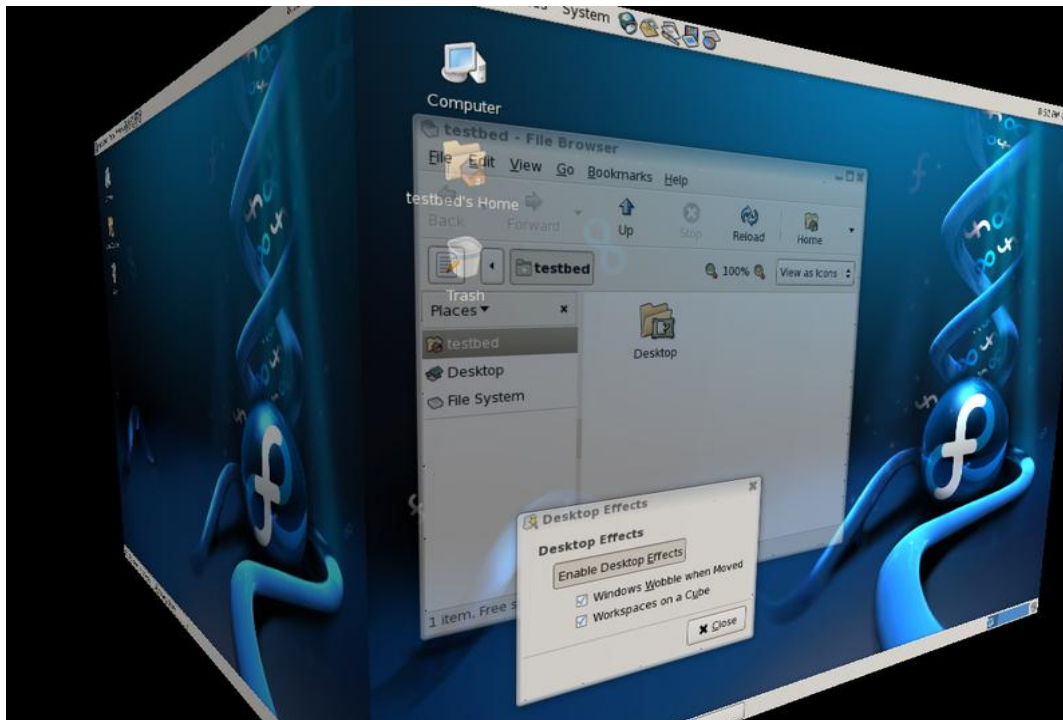 System
Computer
testbed - File Browser
File Edit View Go Bookmarks Help
testbed's Home
Back Forward Up Stop Reload Home
testbed 100% View as Icons
Trash
Places
testbed
Desktop
File System
Desktop
1 item, Free
Desktop Effects
Desktop Effects
Enable Desktop Effects
Windows Wobble when Moved
Workspaces on a Cube
Close